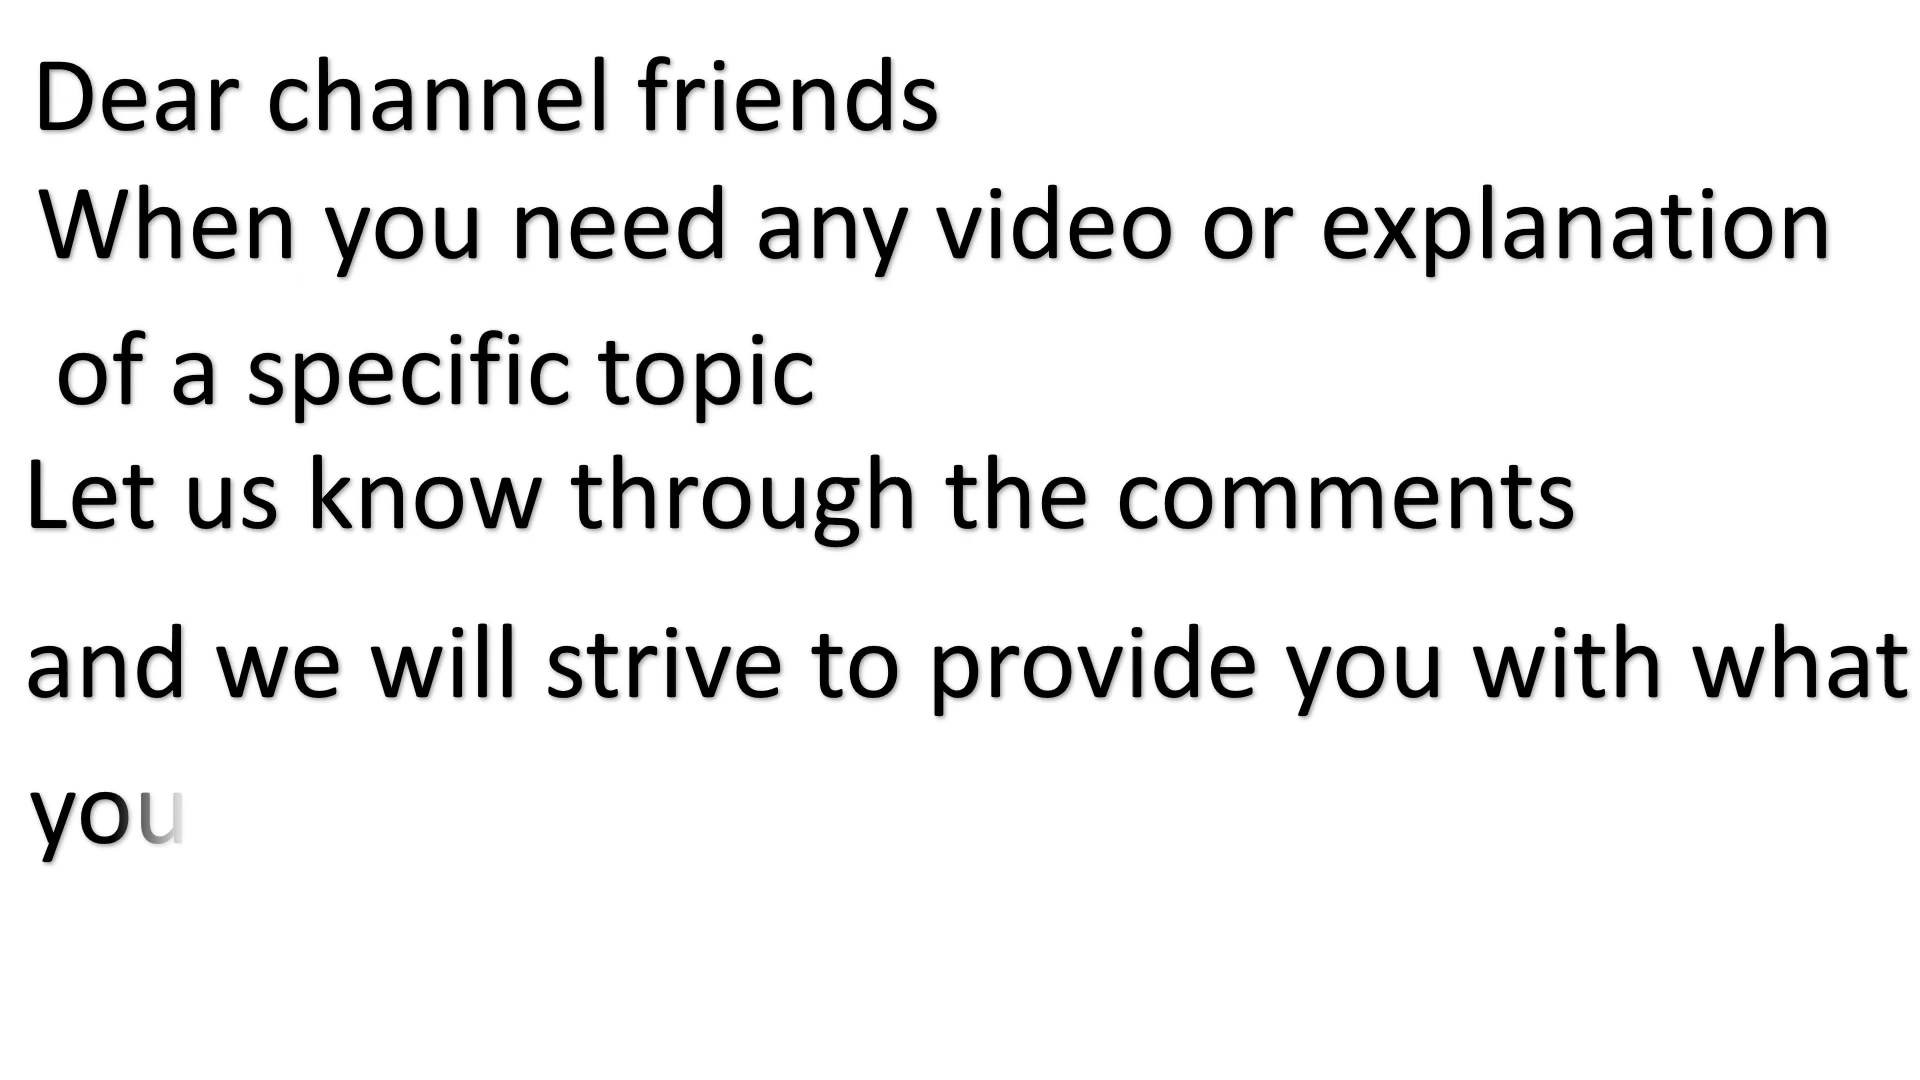 Dear channel friends
When you need any video or explanation
of a specific topic
Let us know through the comments
and we will strive to provide you with what
you